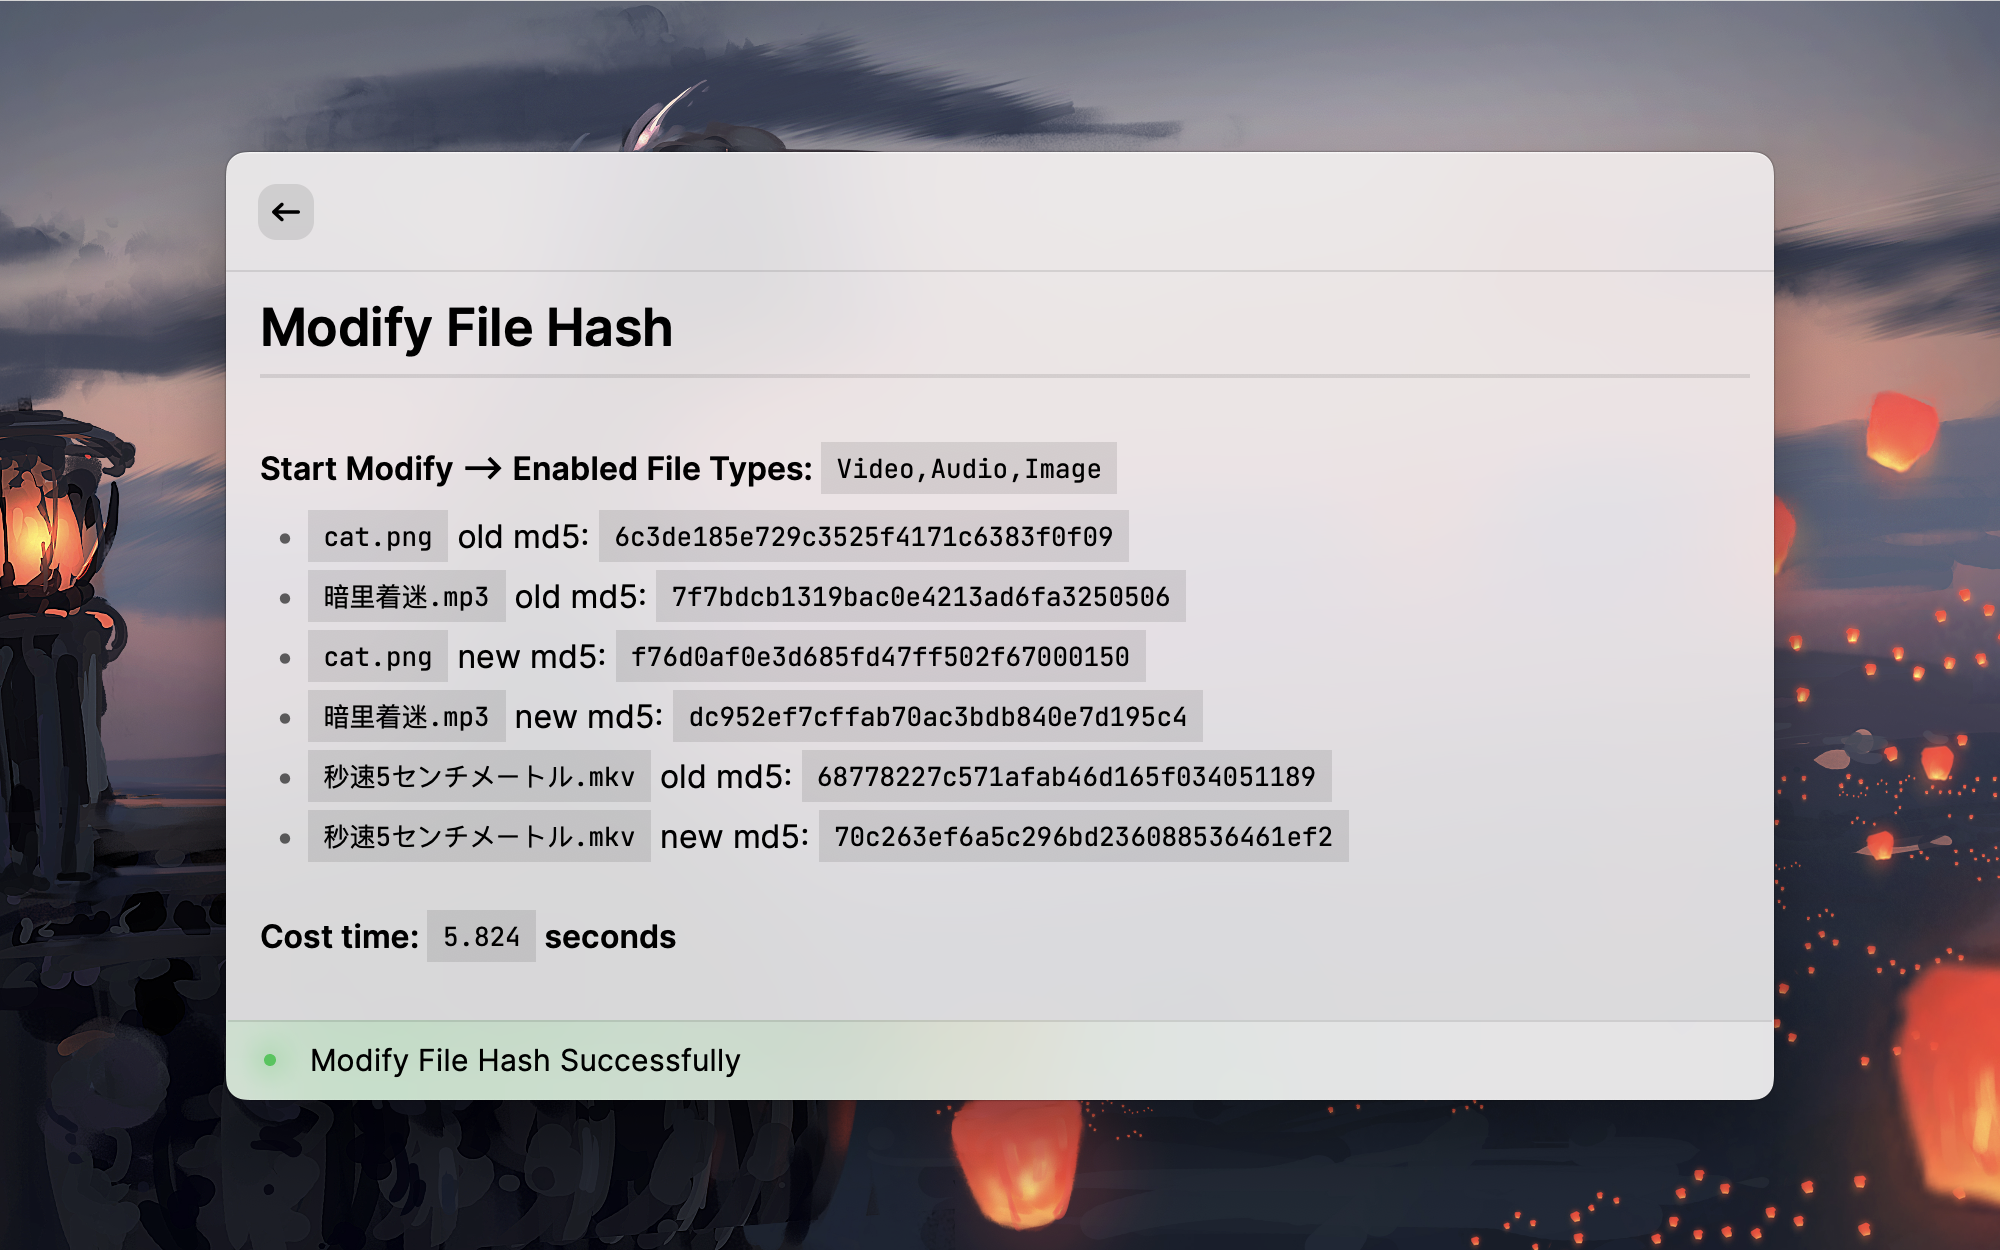 Modify File Hash
Start Modify → Enabled File Types: Video,Audio,Image
cat.png old md5: 6c3de185e729c3525f4171c6383f0f09
暗里着迷.mp3 old md5: 7f7bdcb1319bac0e4213ad6fa3250506
cat.png new md5: f76d0af0e3d685fd47ff502f67000150
暗里着迷.mp3 new md5: dc952ef7cffab70ac3bdb840e7d195c4
秒速5センチメートル.mkv old md5: 68778227c571afab46d165f034051189
秒速5センチメートル.mkv new md5: 70c263ef6a5c296bd236088536461ef2
Cost time: 5.824 seconds
Modify File Hash Successfully